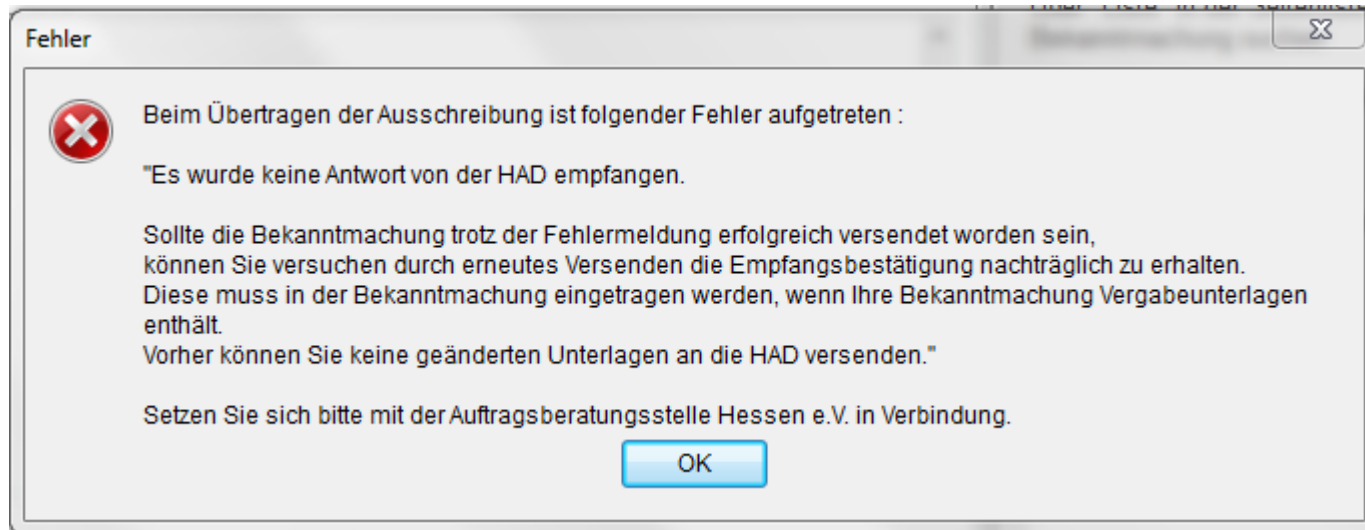 Fehler
Beim Übertragen der Ausschreibung ist folgender Fehler aufgetreten :
"Es wurde keine Antwort von der HAD empfangen.
Sollte die Bekanntmachung trotz der Fehlermeldung erfolgreich versendet worden sein,
können Sie versuchen durch erneutes Versenden die Empfangsbestätigung nachträglich zu erhalten.
Diese muss in der Bekanntmachung eingetragen werden, wenn Ihre Bekanntmachung Vergabeunterlagen
enthält.
Vorher können Sie keine geänderten Unterlagen an die HAD versenden."
Setzen Sie sich bitte mit der Auftragsberatungsstelle Hessen e.V. in Verbindung.
OK